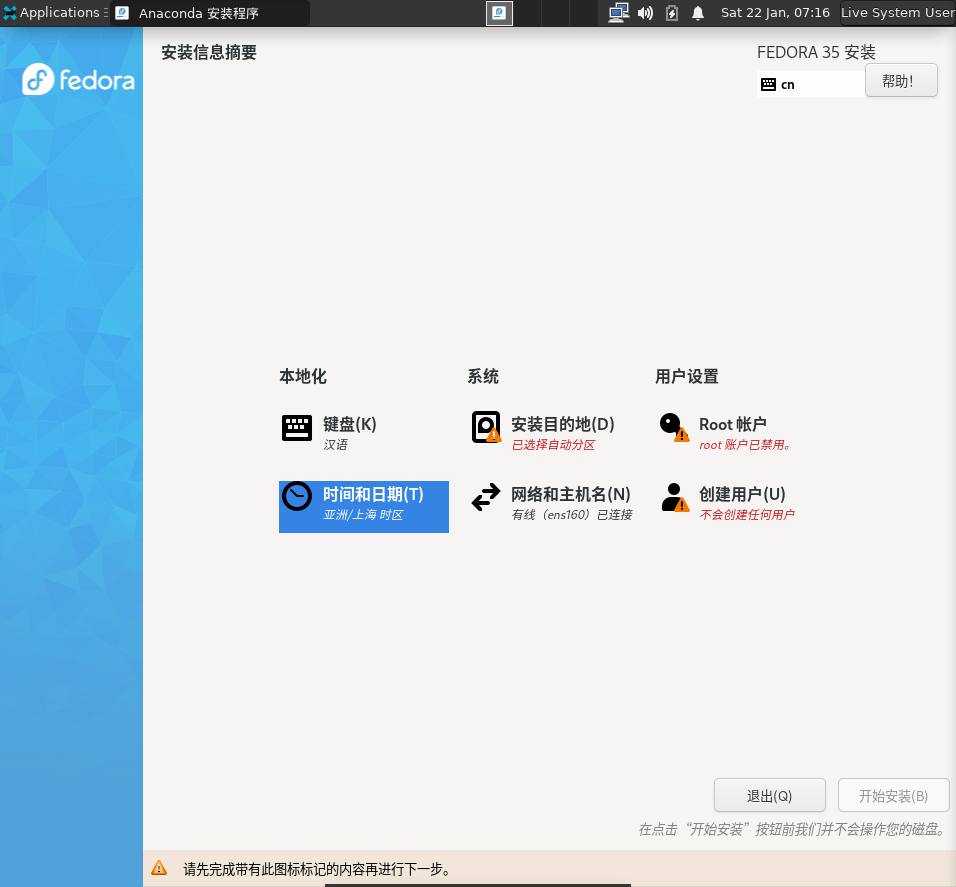 Applications
Anaconda 安裝程序
Sat 22 Jan, 07:16
Live System User
fedora
安装信息摘要
FEDORA 35 安装
cn
帮助！
本地化
系统
用户设置
键盘(K)
汉语
安装目的地(D)
已选择自动分区
Root 帐户
root 账户已禁用。
时间和日期(T)
亚洲/上海 时区
网络和主机名(N)
有线（ens160）已连接
创建用户(U)
不会创建任何用户
退出(Q)
开始安装(B)
在点击“开始安装”按钮前我们并不会操作您的磁盘。
请先完成带有此图标标记的内容再进行下一步。